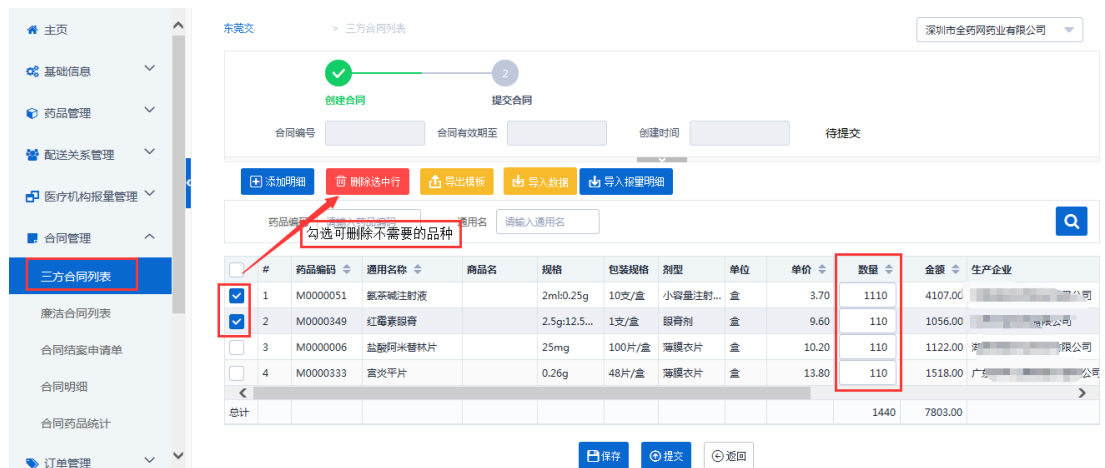 主页
基础信息
药品管理
配送关系管理
医疗机构报量管理
合同管理
三方合同列表
廉洁合同列表
合同结案申请单
合同明细
合同药品统计
订单管理
东莞交 > 三方合同列表
深圳市全药网药业有限公司
2
创建合同 提交合同
合同编号 合同有效期至 创建时间 待提交
添加明细 删除选中行 导出模板 导入数据 导入报量明细
药品编码 请输入药品编码 通用名 请输入通用名
勾选可删除不需要的品种
# 药品编码 通用名称 商品名 规格 包装规格 剂型 单位 单价 数量 金额 生产企业
1 M0000051 氨茶碱注射液 2ml:0.25g 10支/盒 小容量注射... 盒 3.70 1110 4107.00 公司
2 M0000349 红霉素眼膏 2.5g:12.5... 1支/盒 眼膏剂 盒 9.60 110 1056.00 有限公司
3 M0000006 盐酸阿米替林片 25mg 100片/盒 薄膜衣片 盒 10.20 110 1122.00 有限公司
4 M0000333 宫炎平片 0.26g 48片/盒 薄膜衣片 盒 13.80 110 1518.00 公司
总计 1440 7803.00
保存 提交 返回